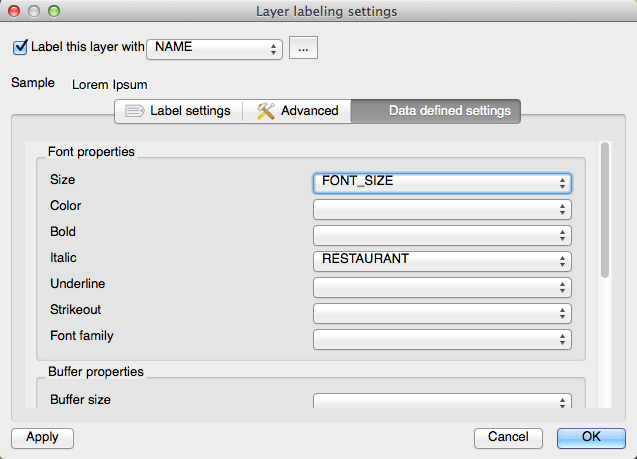 Layer labeling settings
Label this layer with NAME ...
Sample Lorem Ipsum
Label settings Advanced Data defined settings
Font properties
Size FONT_SIZE
Color
Bold
Italic RESTAURANT
Underline
Strikeout
Font family
Buffer properties
Buffer size
Apply Cancel OK